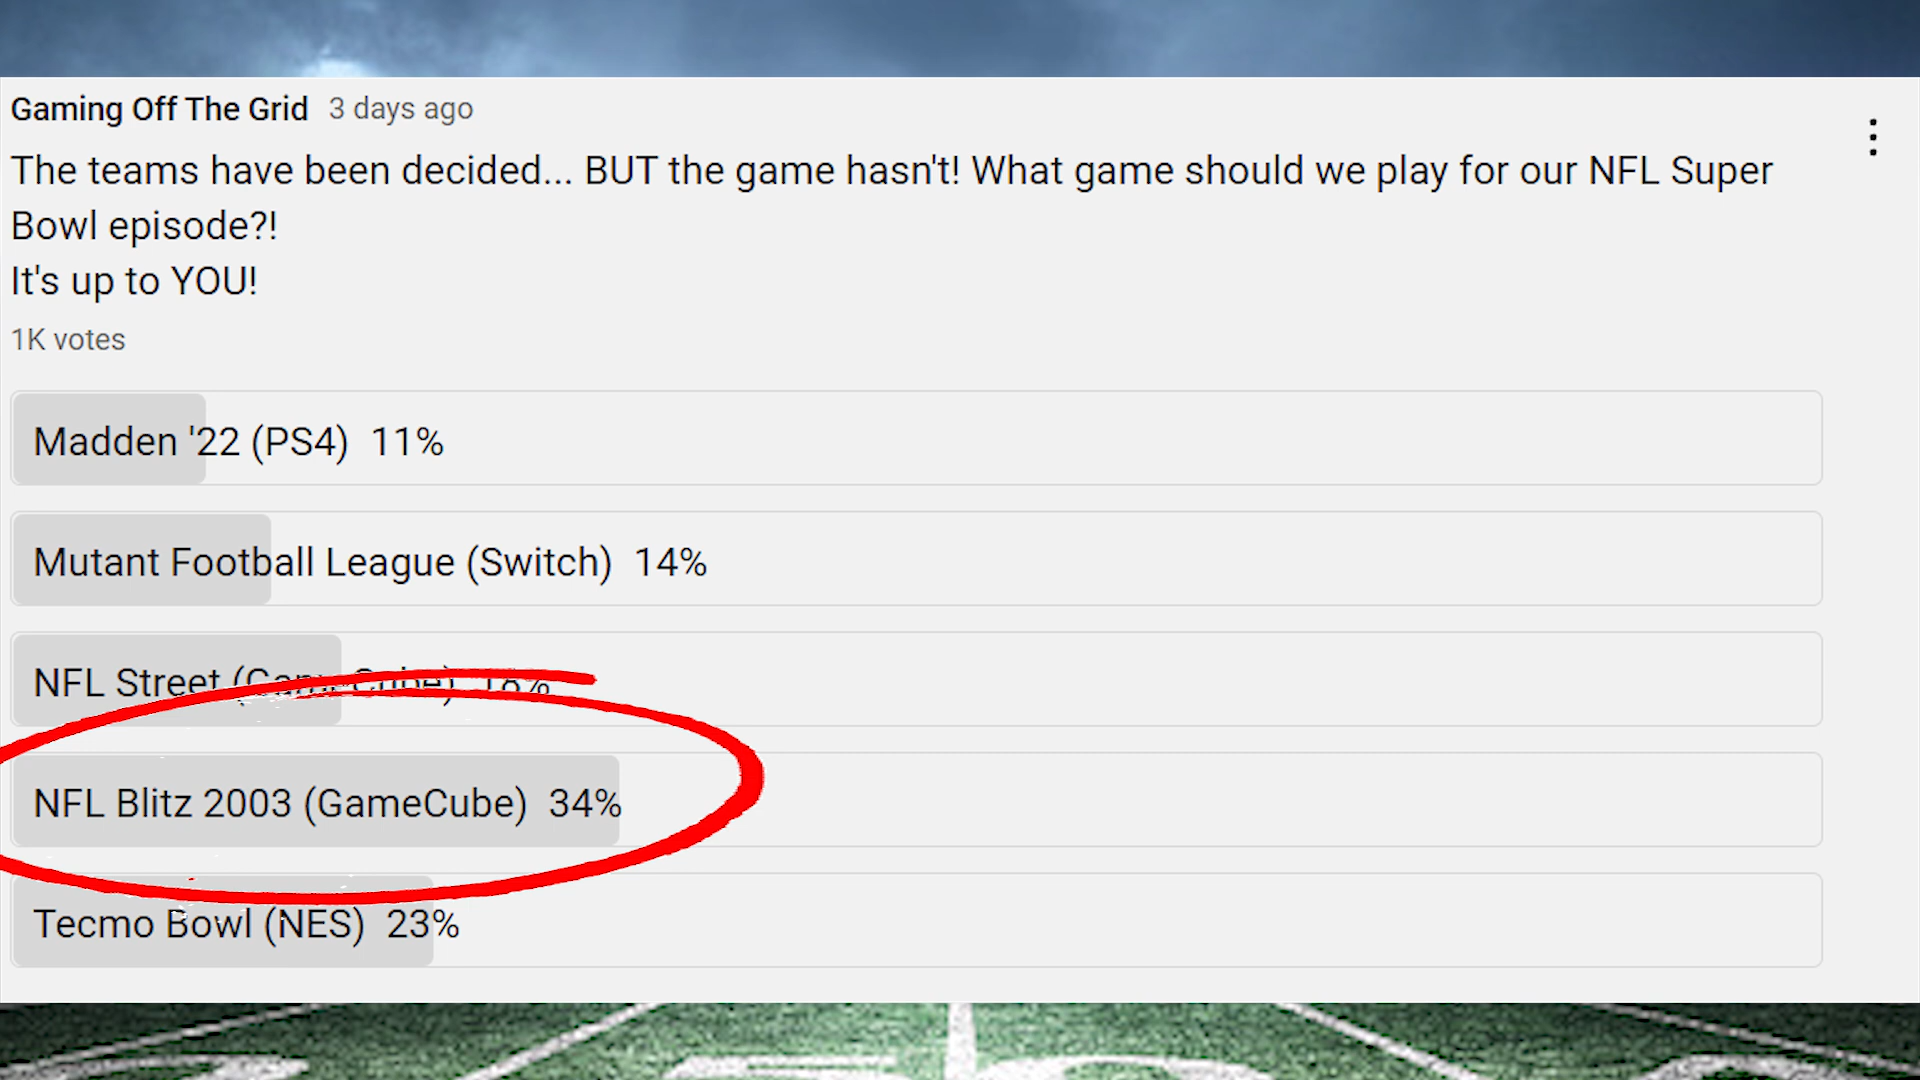 Gaming Off The Grid 3 days ago
The teams have been decided... BUT the game hasn't! What game should we play for our NFL Super
Bowl episode?!
It's up to YOU!
1K votes
Madden '22 (PS4) 11%
Mutant Football League (Switch) 14%
NFL Street (GameCube) 18%
NFL Blitz 2003 (GameCube) 34%
Tecmo Bowl (NES) 23%